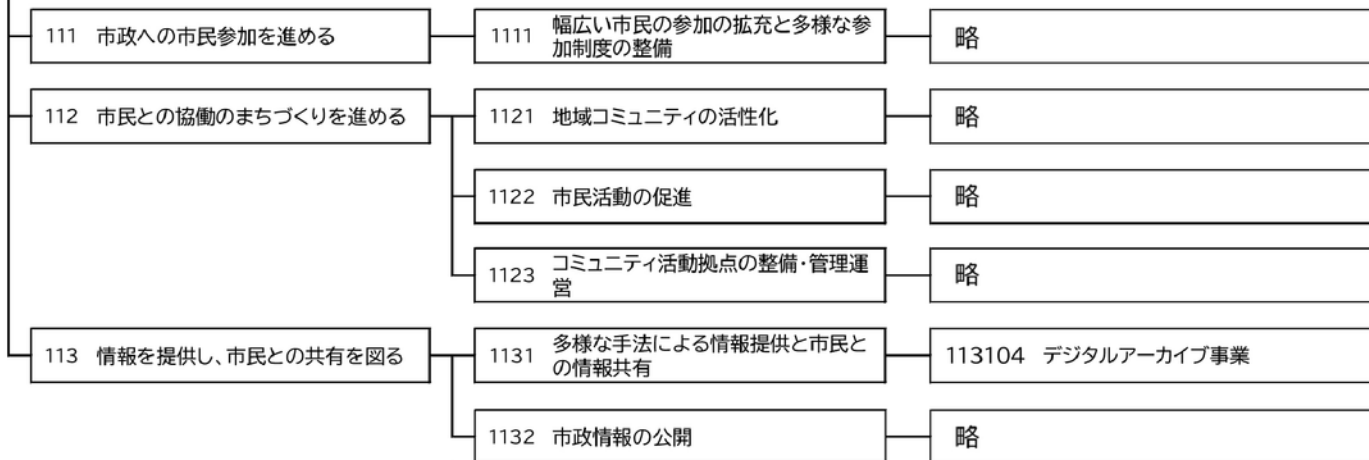 111 市政への市民参加を進める
1111 幅広い市民の参加の拡充と多様な参
加制度の整備
略
112 市民との協働のまちづくりを進める
1121 地域コミュニティの活性化
略
1122 市民活動の促進
略
1123 コミュニティ活動拠点の整備・管理運
営
略
113 情報を提供し、市民との共有を図る
1131 多様な手法による情報提供と市民と
の情報共有
113104 デジタルアーカイブ事業
1132 市政情報の公開
略